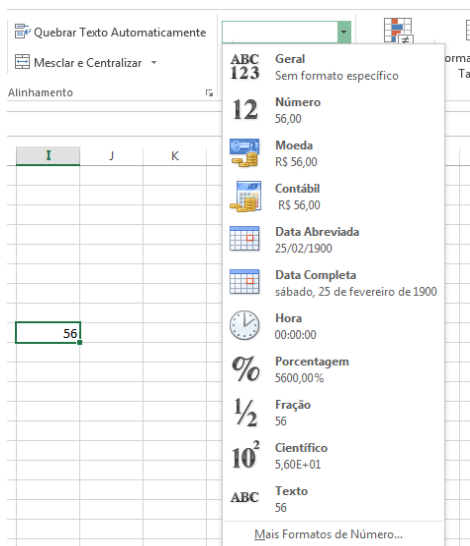 Quebrar Texto Automaticamente
Mesclar e Centralizar
Alinhamento
I J K
56
ABC
123
Geral
Sem formato específico
12
Número
56,00
Moeda
R$ 56,00
Contábil
R$ 56,00
Data Abreviada
25/02/1900
Data Completa
sábado, 25 de fevereiro de 1900
Hora
00:00:00
%
Porcentagem
5600,00%
1/2
Fração
56
10²
Científico
5,60E+01
ABC
Texto
56
Mais Formatos de Número...
orma
Ta